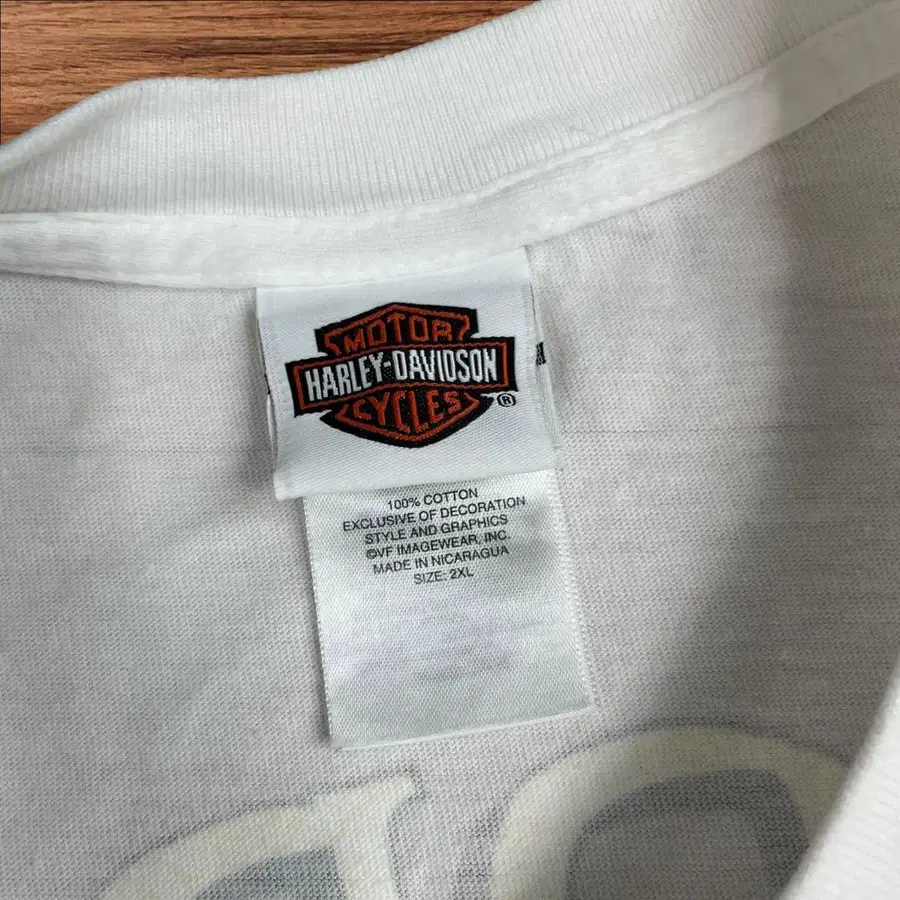 MOTOR
HARLEY-DAVIDSON
CYCLES ®
100% COTTON
EXCLUSIVE OF DECORATION
STYLE AND GRAPHICS
©VF IMAGEWEAR, INC.
MADE IN NICARAGUA
SIZE: 2XL